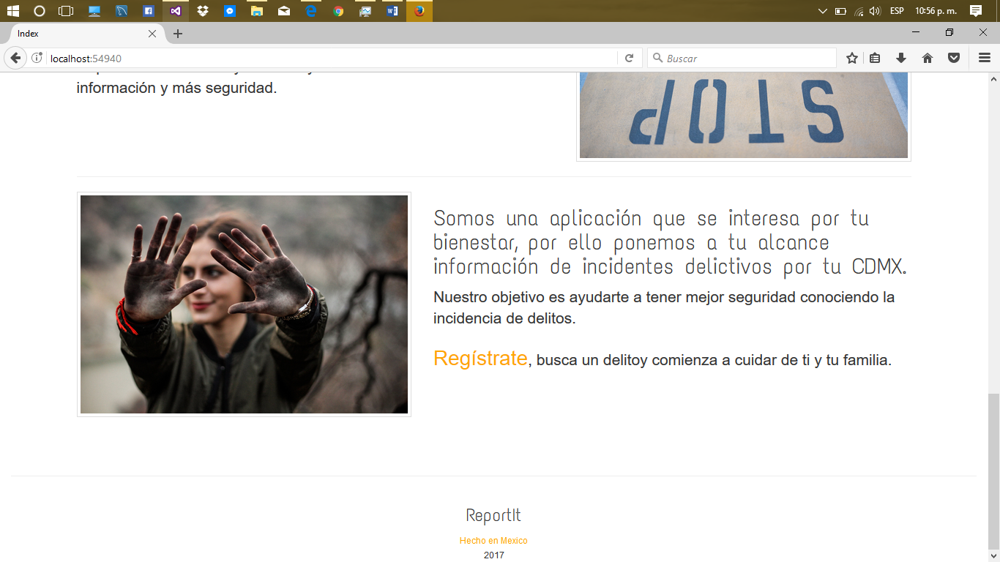 ESP
10:56 p. m.
Index
localhost:54940
Buscar
información y más seguridad.
STOP
Somos una aplicación que se interesa por tu
bienestar, por ello ponemos a tu alcance
información de incidentes delictivos por tu CDMX.
Nuestro objetivo es ayudarte a tener mejor seguridad conociendo la
incidencia de delitos.
Regístrate, busca un delitoy comienza a cuidar de ti y tu familia.
ReportIt
Hecho en Mexico
2017